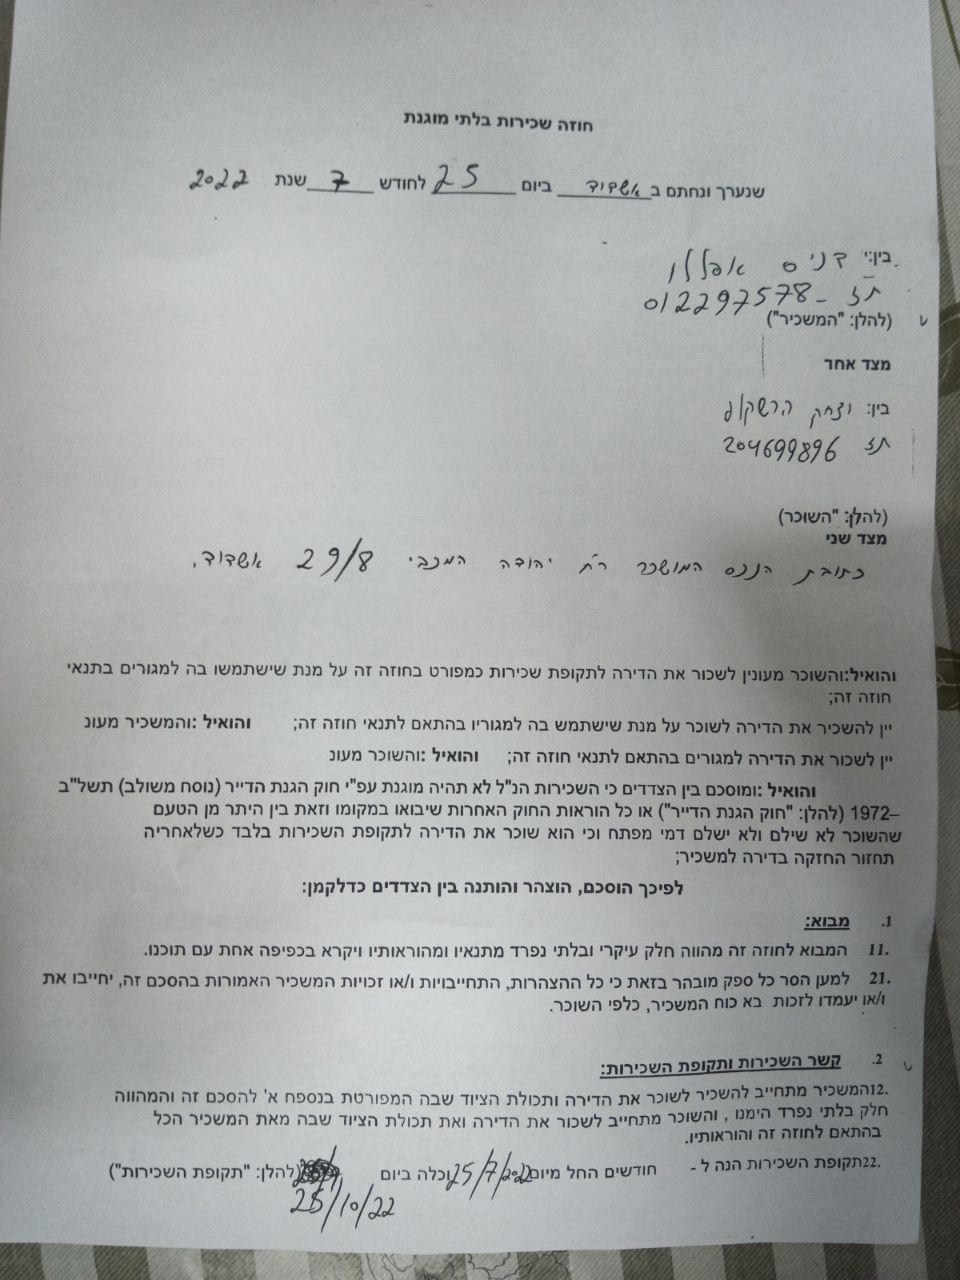 חוזה שכירות בלתי מוגנת
שנערך ונחתם ב אשדוד ביום 25 לחודש 7 שנת 2022
בין:י דניס אפללו
תז - 012297578
(להלן: "המשכיר")
מצד אחד
בין: יצחק הרשקוב
תז 204699896
(להלן: "השוכר)
מצד שני
כתובת הנכס המושכר רח' יהודה המכבי 29/8 אשדוד.
והואיל:והשוכר מעונין לשכור את הדירה לתקופת שכירות כמפורט בחוזה זה על מנת שישתמשו בה למגורים בתנאי
חוזה זה;
יין להשכיר את הדירה לשוכר על מנת שישתמש בה למגוריו בהתאם לתנאי חוזה זה; והואיל :והמשכיר מעונ
יין לשכור את הדירה למגורים בהתאם לתנאי חוזה זה; והואיל :והשוכר מעונ
והואיל :ומוסכם בין הצדדים כי השכירות הנ"ל לא תהיה מוגנת עפ"י חוק הגנת הדייר (נוסח משולב) תשל"ב
–1972 (להלן: "חוק הגנת הדייר") או כל הוראות החוק האחרות שיבואו במקומו וזאת בין היתר מן הטעם
שהשוכר לא שילם ולא ישלם דמי מפתח וכי הוא שוכר את הדירה לתקופת השכירות בלבד כשלאחריה
תחזור החזקה בדירה למשכיר;
לפיכך הוסכם, הוצהר והותנה בין הצדדים כדלקמן:
1. מבוא:
11. המבוא לחוזה זה מהווה חלק עיקרי ובלתי נפרד מתנאיו ומהוראותיו ויקרא בכפיפה אחת עם תוכנו.
21. למען הסר כל ספק מובהר בזאת כי כל ההצהרות, התחייבויות ו/או זכויות המשכיר האמורות בהסכם זה, יחייבו את
ו/או יעמדו לזכות בא כוח המשכיר, כלפי השוכר.
2. קשר השכירות ותקופת השכירות:
12.המשכיר מתחייב להשכיר לשוכר את הדירה ותכולת הציוד שבה המפורטת בנספח א' להסכם זה והמהווה
חלק בלתי נפרד הימנו , והשוכר מתחייב לשכור את הדירה ואת תכולת הציוד שבה מאת המשכיר הכל
בהתאם לחוזה זה והוראותיו.
22.תקופת השכירות הנה ל - חודשים החל מיום 25/7/2022 וכלה ביום (להלן: "תקופת השכירות")
25/10/22